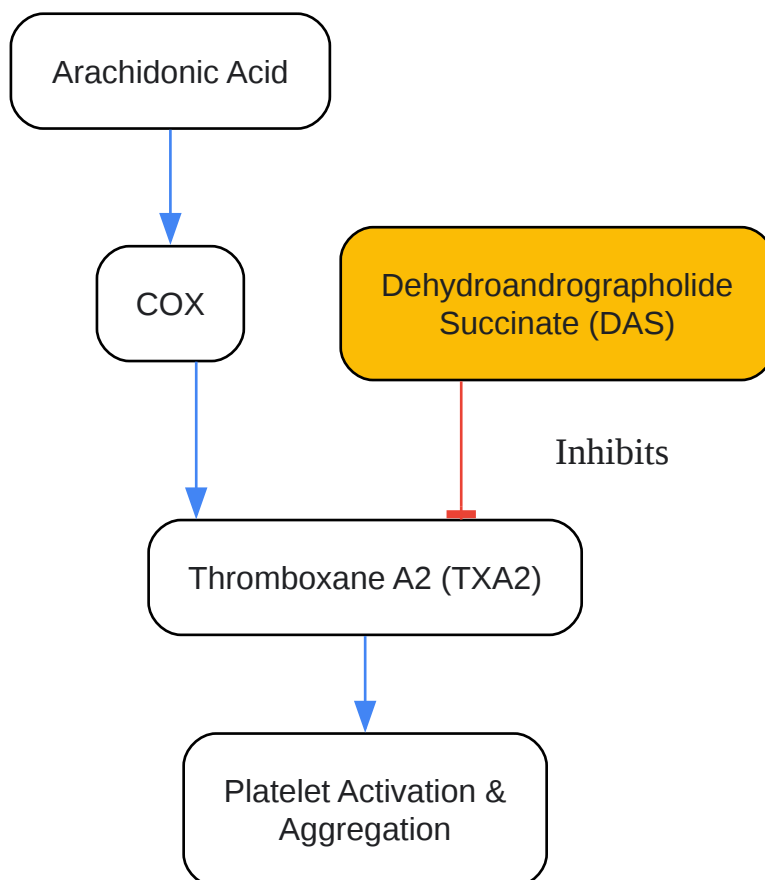 Arachidonic Acid
COX
Dehydroandrographolide
Succinate (DAS)
Inhibits
Thromboxane A2 (TXA2)
Platelet Activation &
Aggregation